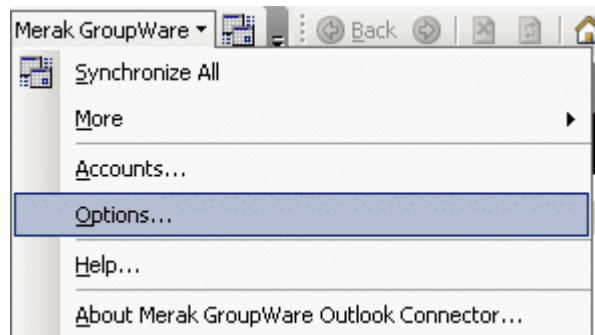 Merak GroupWare Back
Synchronize All
More
Accounts...
Options...
Help...
About Merak GroupWare Outlook Connector...